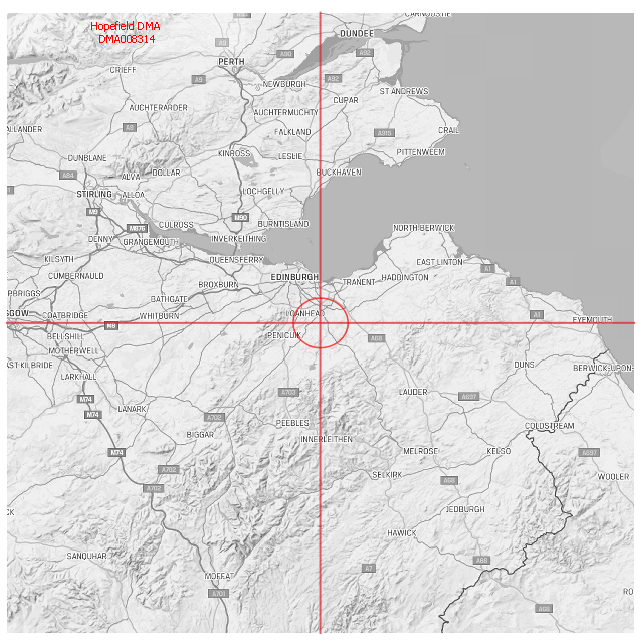 CARNOUSTIE
Hopefield DMA
DMA008314
DUNDEE
A9
A90
A92
PERTH
CRIEFF
A9
NEWBURGH
A92
ST ANDREWS
CUPAR
AUCHTERARDER
AUCHTERMUCHTY
A9
FALKLAND
A915
CRAIL
ALLANDER
KINROSS
LESLIE
PITTENWEEM
DUNBLANE
A84
ALVA
DOLLAR
BUCKHAVEN
STIRLING
ALLOA
LOCHGELLY
M9
M90
CULROSS
BURNTISLAND
M876
NORTH BERWICK
DENNY
GRANGEMOUTH
INVERKEITHING
KILSYTH
QUEENSFERRY
EAST LINTON
A1
CUMBERNAULD
EDINBURGH
HADDINGTON
BROXBURN
TRANENT
A1
PBRIGGS
BATHGATE
SGOW
COATBRIDGE
WHITBURN
LOANHEAD
A1
EYEMOUTH
M8
BELLSHILL
PENICUIK
A68
MOTHERWELL
AST KILBRIDE
DUNS
BERWICK-UPON-
LARKHALL
M74
A703
LAUDER
A697
LANARK
M74
A702
PEEBLES
BIGGAR
COLDSTREAM
INNERLEITHEN
M74
MELROSE
KELSO
A697
A702
SELKIRK
WOOLER
A702
A68
CK
JEDBURGH
HAWICK
SANQUHAR
A68
A7
MOFFAT
A701
RO
A68